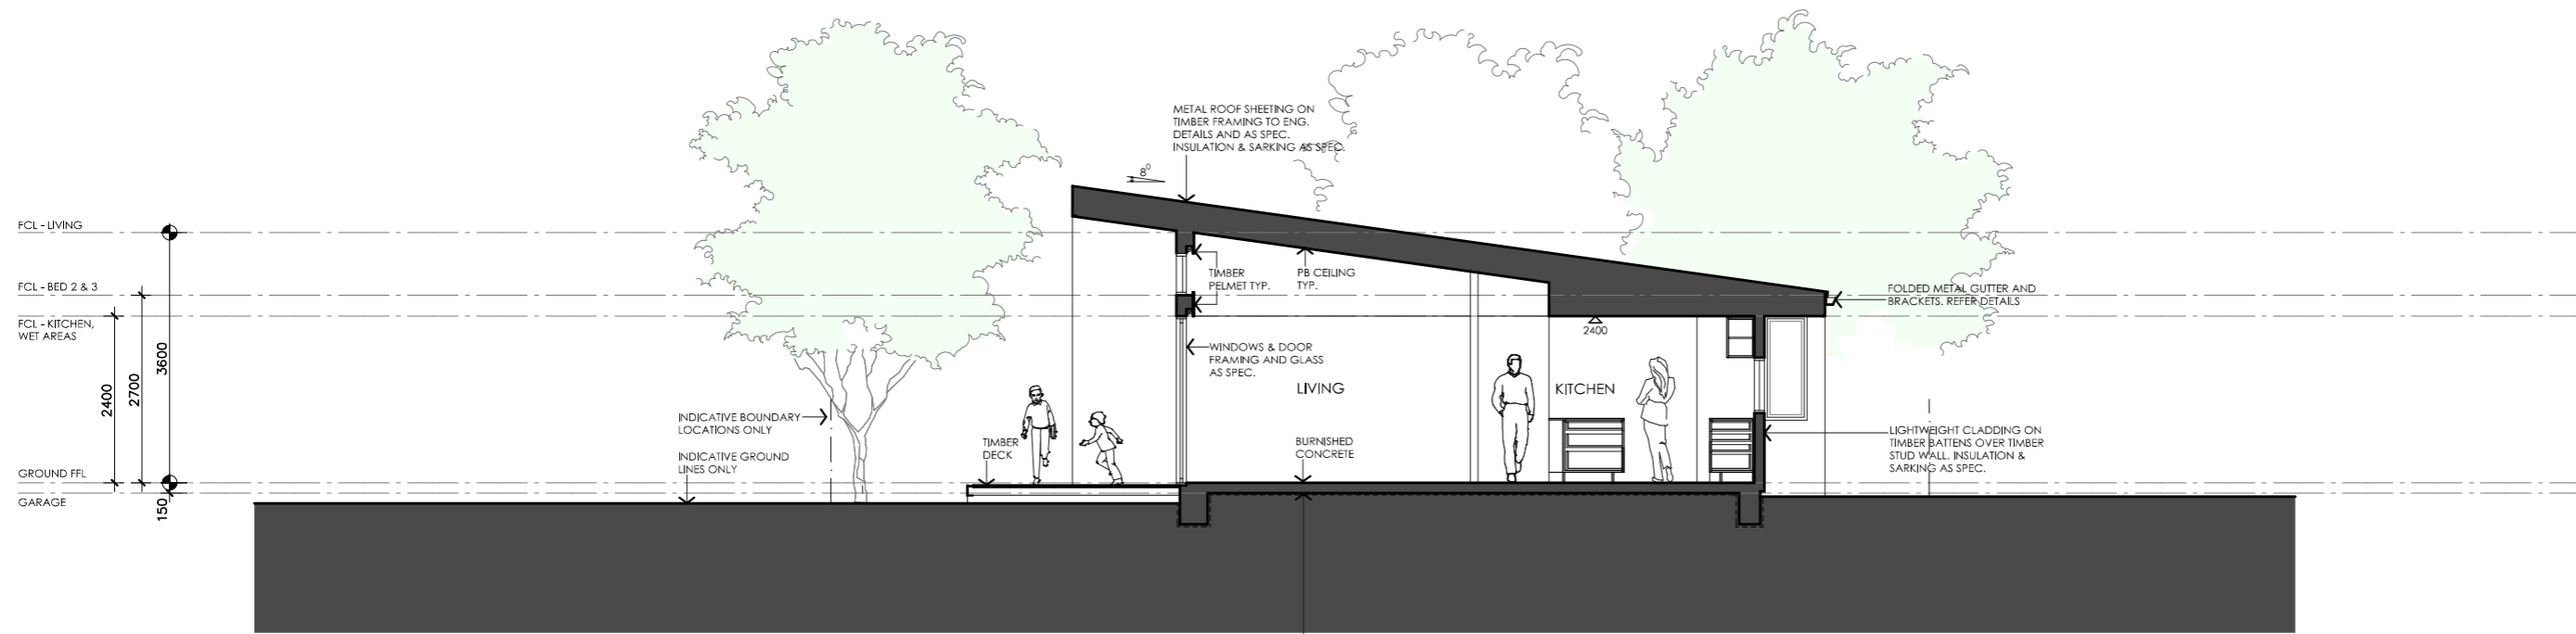 METAL ROOF SHEETING ON
TIMBER FRAMING TO ENG.
DETAILS AND AS SPEC.
INSULATION & SARKING AS SPEC.
8°
FCL - LIVING
FCL - BED 2 & 3
FCL - KITCHEN,
WET AREAS
3600
2700
2400
GROUND FFL
GARAGE
150
TIMBER
PELMET TYP.
PB CEILING
TYP.
FOLDED METAL GUTTER AND
BRACKETS. REFER DETAILS
2400
WINDOWS & DOOR
FRAMING AND GLASS
AS SPEC.
LIVING
KITCHEN
INDICATIVE BOUNDARY
LOCATIONS ONLY
INDICATIVE GROUND
LINES ONLY
TIMBER
DECK
BURNISHED
CONCRETE
LIGHTWEIGHT CLADDING ON
TIMBER BATTENS OVER TIMBER
STUD WALL. INSULATION &
SARKING AS SPEC.